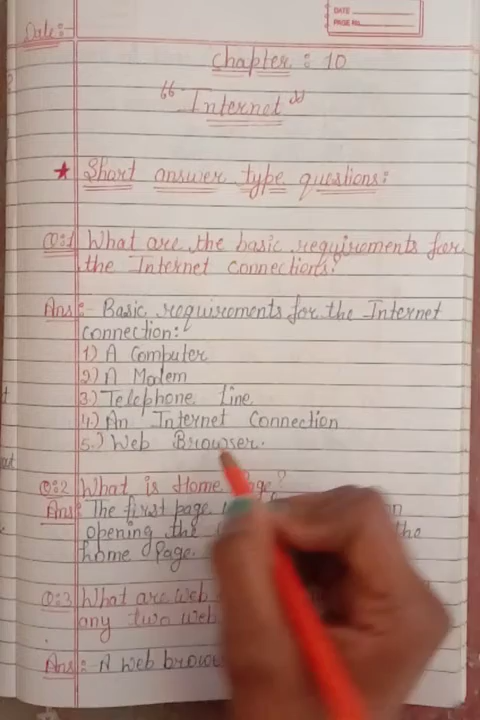 DATE
PAGE NO.
Date:-
Chapter : 10
"Internet"
★ Short answer type questions:
Q:1 What are the basic requirements for
the Internet connections?
Ans:- Basic requirements for the Internet
connection:
1) A Computer
2) A Modem
3) Telephone Line
4.) An Internet Connection
5.) Web Browser.
Q:2 What is Home Page?
Ans: The first page
opening the the
home page.
Q:3 What are web
any two web
Ans:- A web